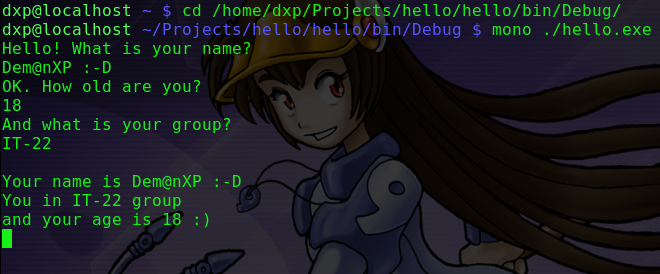 dxp@localhost ~ $ cd /home/dxp/Projects/hello/hello/bin/Debug/
dxp@localhost ~/Projects/hello/hello/bin/Debug $ mono ./hello.exe
Hello! What is your name?
Dem@nXP :-D
OK. How old are you?
18
And what is your group?
IT-22
Your name is Dem@nXP :-D
You in IT-22 group
and your age is 18 :)